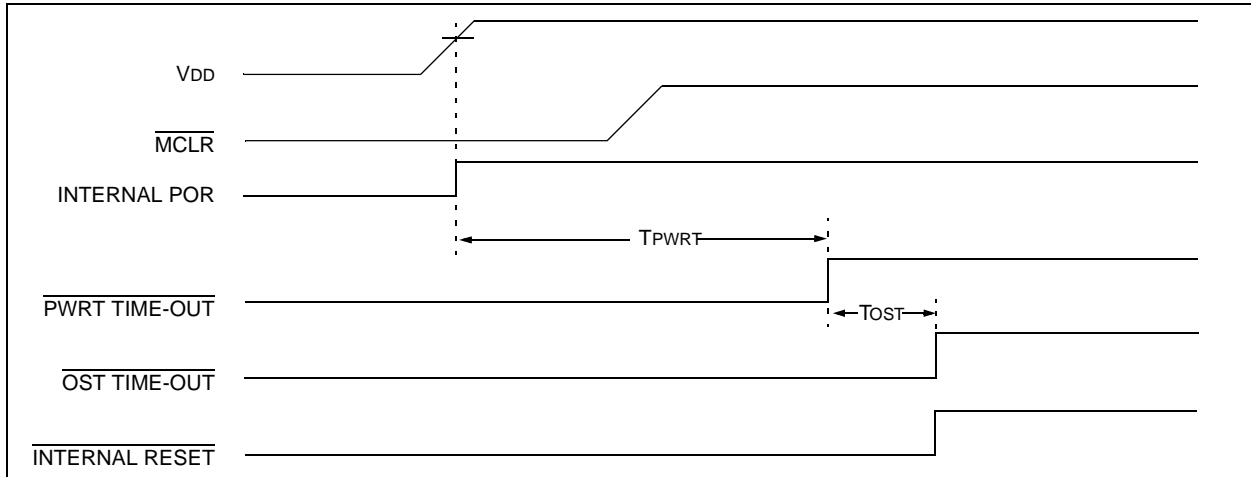 VDD
MCLR
INTERNAL POR
TPWRT
PWRT TIME-OUT
TOST
OST TIME-OUT
INTERNAL RESET